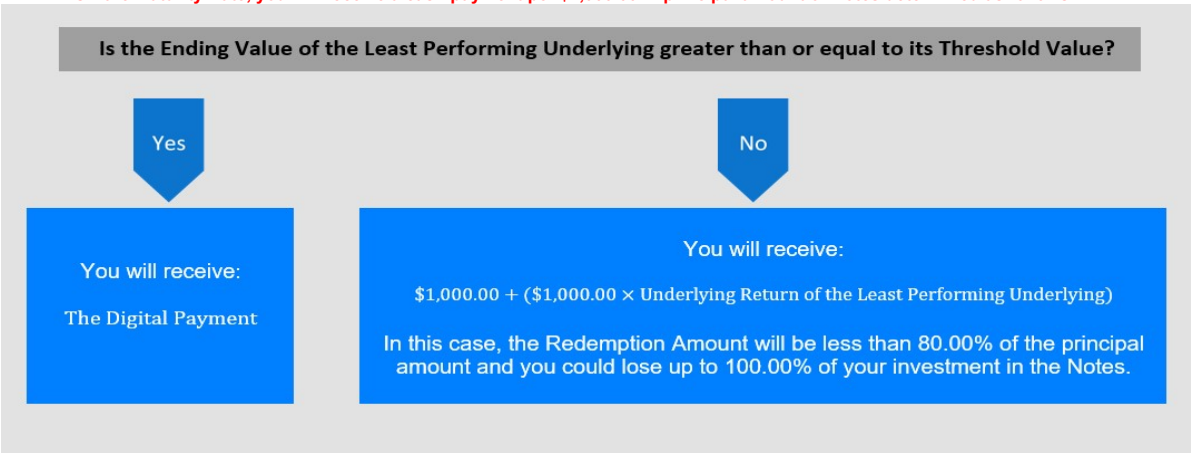 Is the Ending Value of the Least Performing Underlying greater than or equal to its Threshold Value?
Yes
No
You will receive:
The Digital Payment
You will receive:
$1,000.00 + ($1,000.00 × Underlying Return of the Least Performing Underlying)
In this case, the Redemption Amount will be less than 80.00% of the principal
amount and you could lose up to 100.00% of your investment in the Notes.